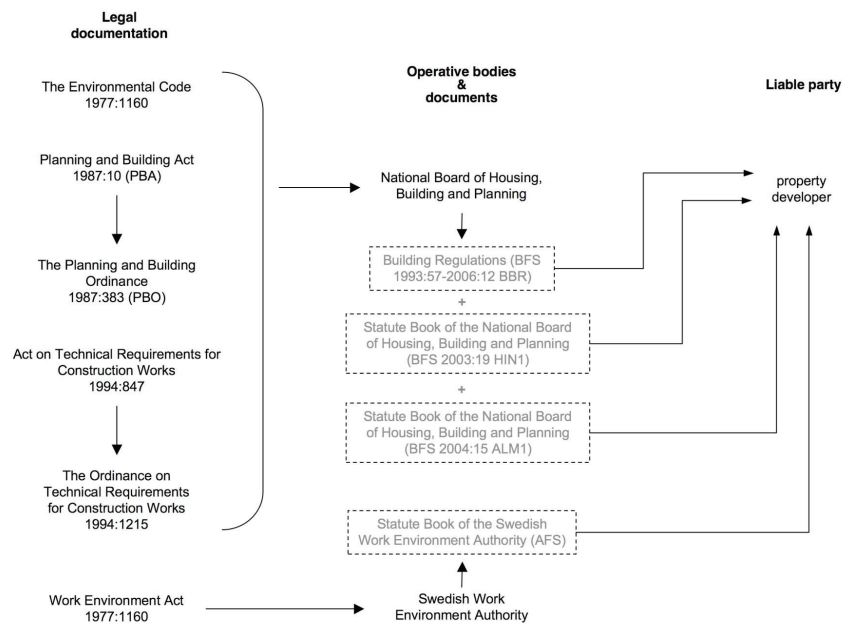 Legal
documentation
The Environmental Code
1977:1160
Planning and Building Act
1987:10 (PBA)
The Planning and Building
Ordinance
1987:383 (PBO)
Act on Technical Requirements for
Construction Works
1994:847
The Ordinance on
Technical Requirements
for Construction Works
1994:1215
Work Environment Act
1977:1160
Operative bodies
&
documents
National Board of Housing,
Building and Planning
Building Regulations (BFS
1993:57-2006:12 BBR)
+
Statute Book of the National Board
of Housing, Building and Planning
(BFS 2003:19 HIN1)
+
Statute Book of the National Board
of Housing, Building and Planning
(BFS 2004:15 ALM1)
Statute Book of the Swedish
Work Environment Authority (AFS)
Swedish Work
Environment Authority
Liable party
property
developer